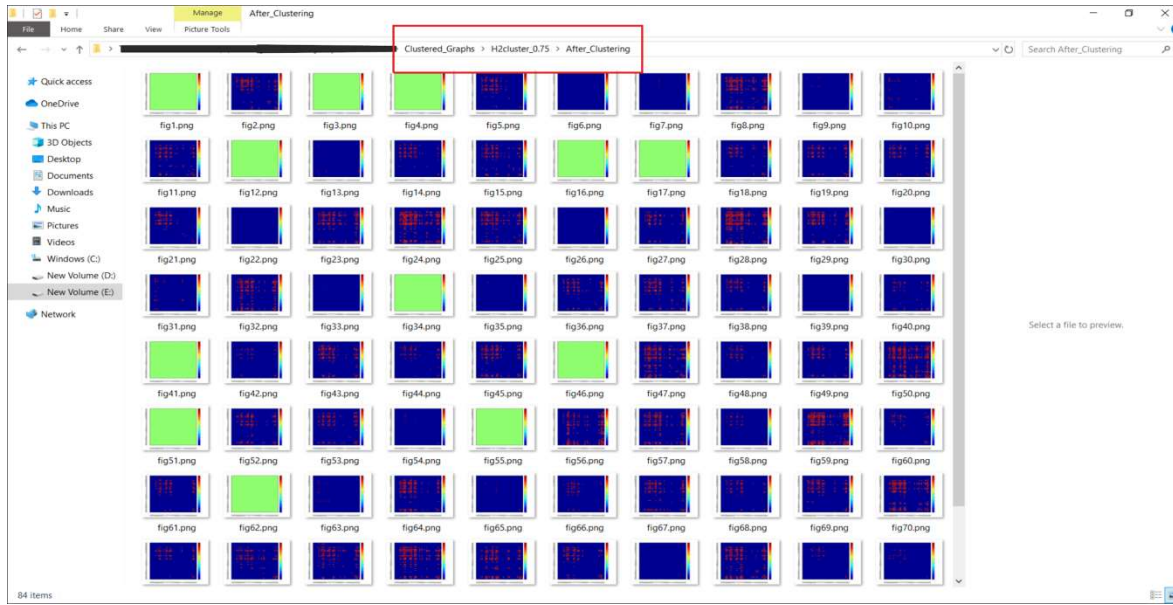 Manage After_Clustering
File Home Share View Picture Tools
Clustered_Graphs > H2cluster_0.75 > After_Clustering Search After_Clustering
Quick access
OneDrive
This PC
3D Objects
Desktop
Documents
Downloads
Music
Pictures
Videos
Windows (C:)
New Volume (D:)
New Volume (E:)
Network
fig1.png fig2.png fig3.png fig4.png fig5.png fig6.png fig7.png fig8.png fig9.png fig10.png
fig11.png fig12.png fig13.png fig14.png fig15.png fig16.png fig17.png fig18.png fig19.png fig20.png
fig21.png fig22.png fig23.png fig24.png fig25.png fig26.png fig27.png fig28.png fig29.png fig30.png
fig31.png fig32.png fig33.png fig34.png fig35.png fig36.png fig37.png fig38.png fig39.png fig40.png
Select a file to preview.
fig41.png fig42.png fig43.png fig44.png fig45.png fig46.png fig47.png fig48.png fig49.png fig50.png
fig51.png fig52.png fig53.png fig54.png fig55.png fig56.png fig57.png fig58.png fig59.png fig60.png
fig61.png fig62.png fig63.png fig64.png fig65.png fig66.png fig67.png fig68.png fig69.png fig70.png
84 items